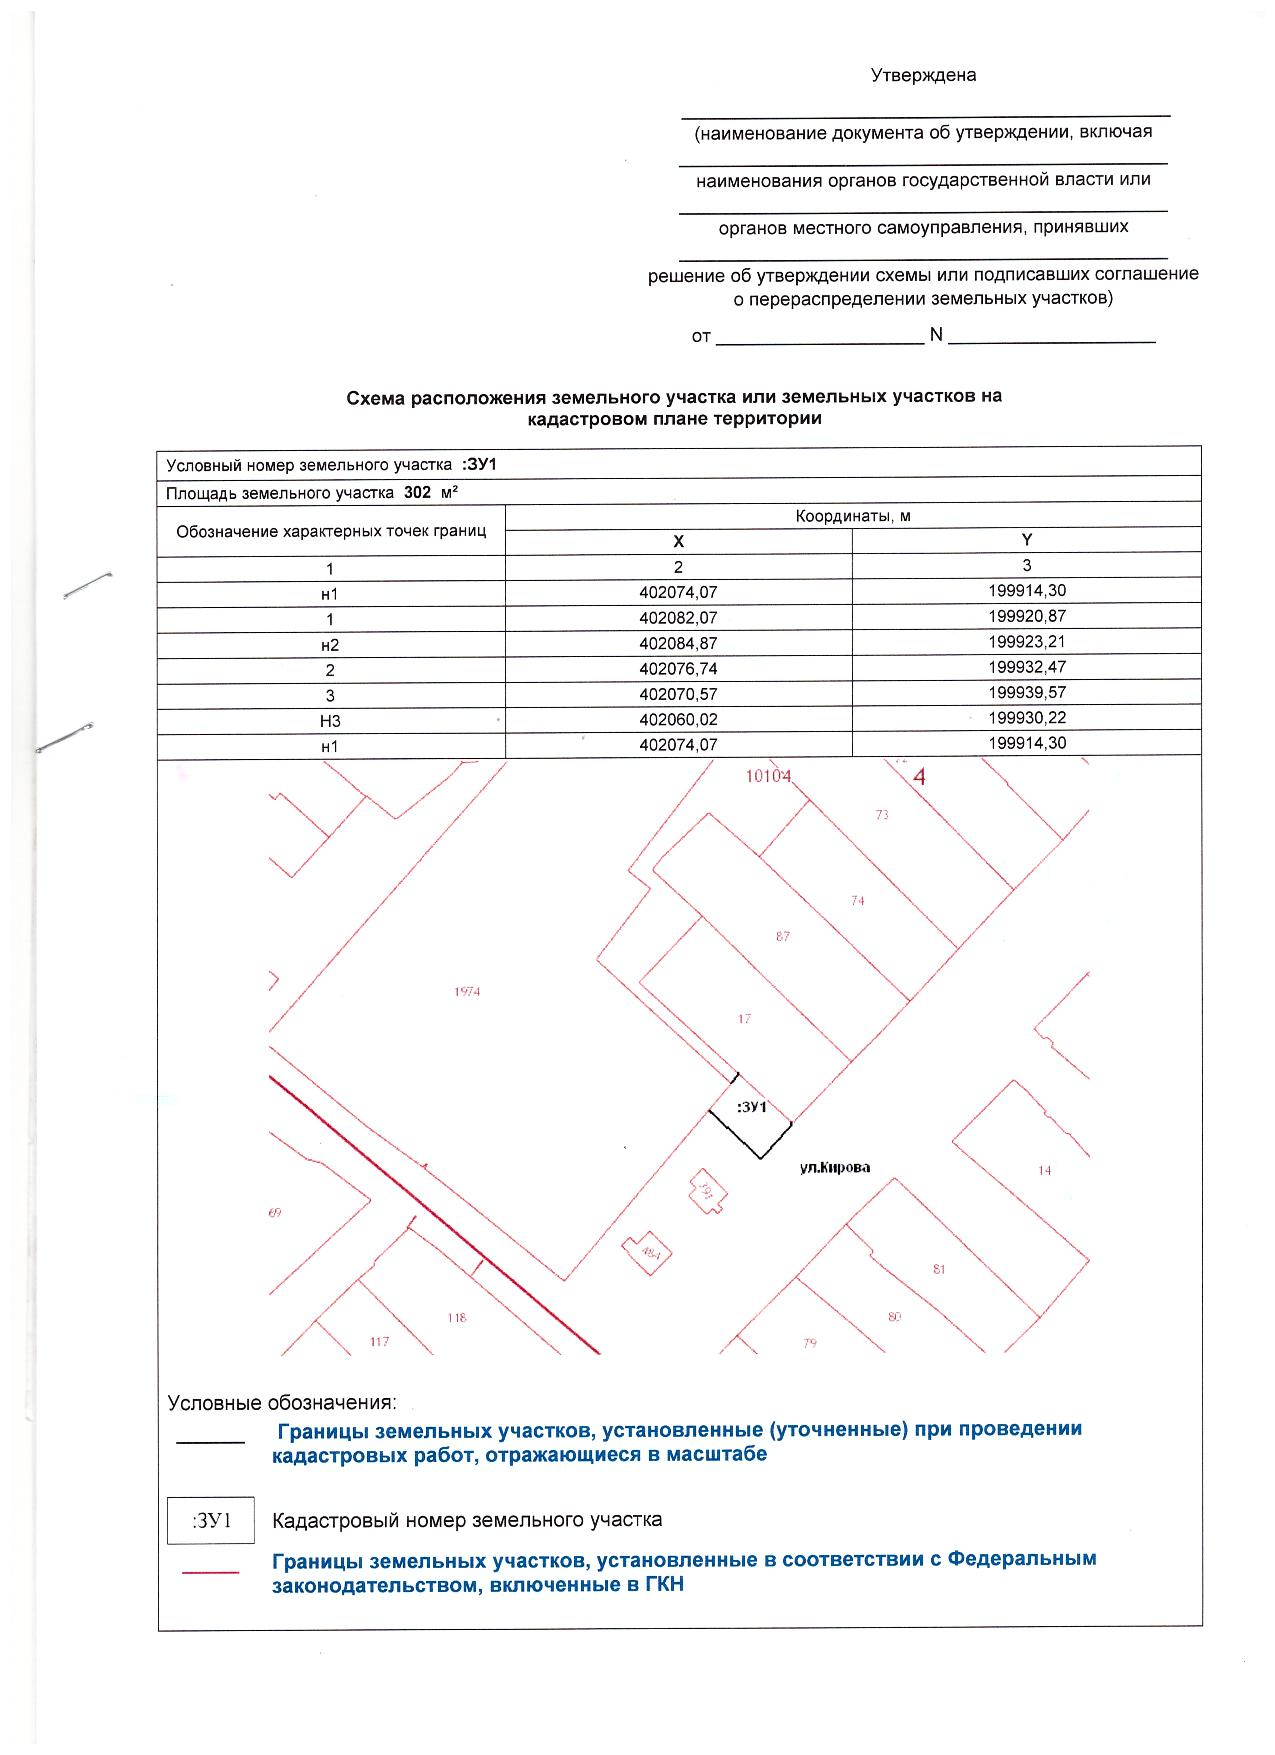 Утверждена
(наименование документа об утверждении, включая
наименования органов государственной власти или
органов местного самоуправления, принявших
решение об утверждении схемы или подписавших соглашение
о перераспределении земельных участков)
от N
Схема расположения земельного участка или земельных участков на
кадастровом плане территории
Условный номер земельного участка :ЗУ1
Площадь земельного участка 302 м²
Обозначение характерных точек границ Координаты, м
X Y
1 2 3
н1 402074,07 199914,30
1 402082,07 199920,87
н2 402084,87 199923,21
2 402076,74 199932,47
3 402070,57 199939,57
Н3 402060,02 199930,22
н1 402074,07 199914,30
10104 4
73
74
87
1974
17
:ЗУ1
ул.Кирова
14
391
69
484
81
118
80
117
79
Условные обозначения:
Границы земельных участков, установленные (уточненные) при проведении
кадастровых работ, отражающиеся в масштабе
:ЗУ1 Кадастровый номер земельного участка
Границы земельных участков, установленные в соответствии с Федеральным
законодательством, включенные в ГКН